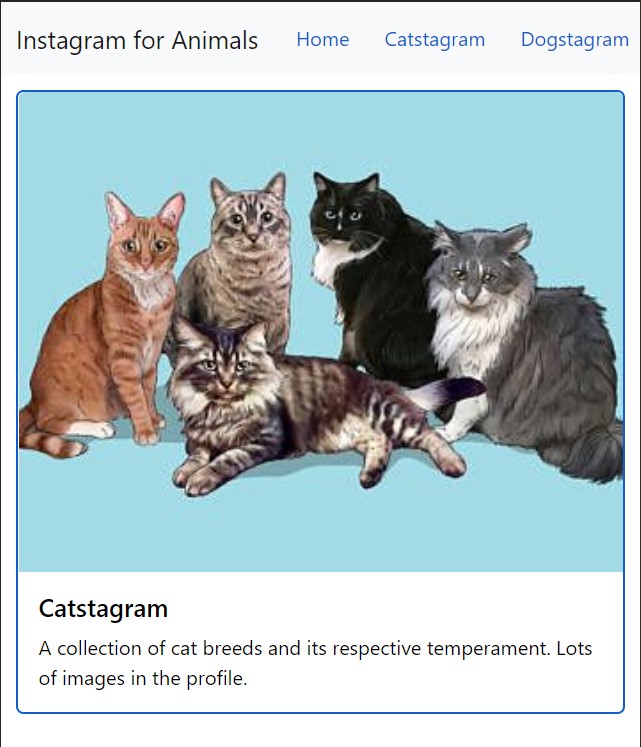 Instagram for Animals Home Catstagram Dogstagram
Catstagram
A collection of cat breeds and its respective temperament. Lots
of images in the profile.